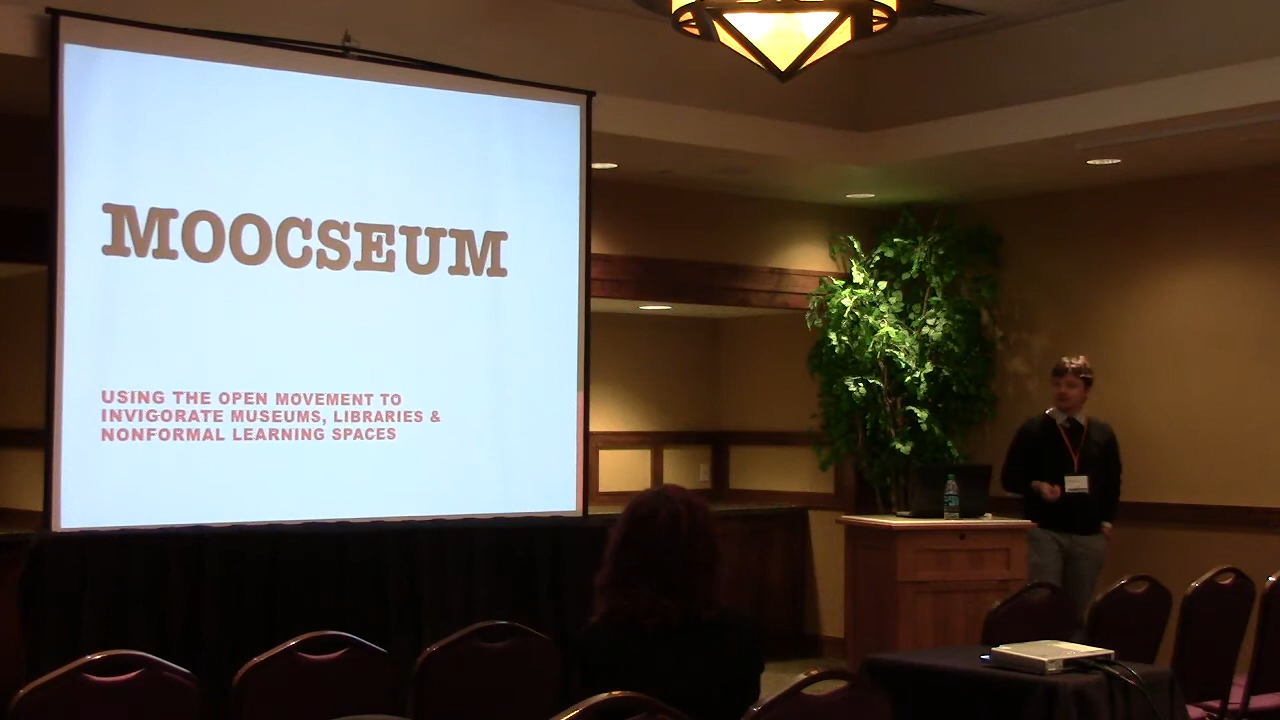 MOOCSEUM
USING THE OPEN MOVEMENT TO
INVIGORATE MUSEUMS, LIBRARIES &
NONFORMAL LEARNING SPACES